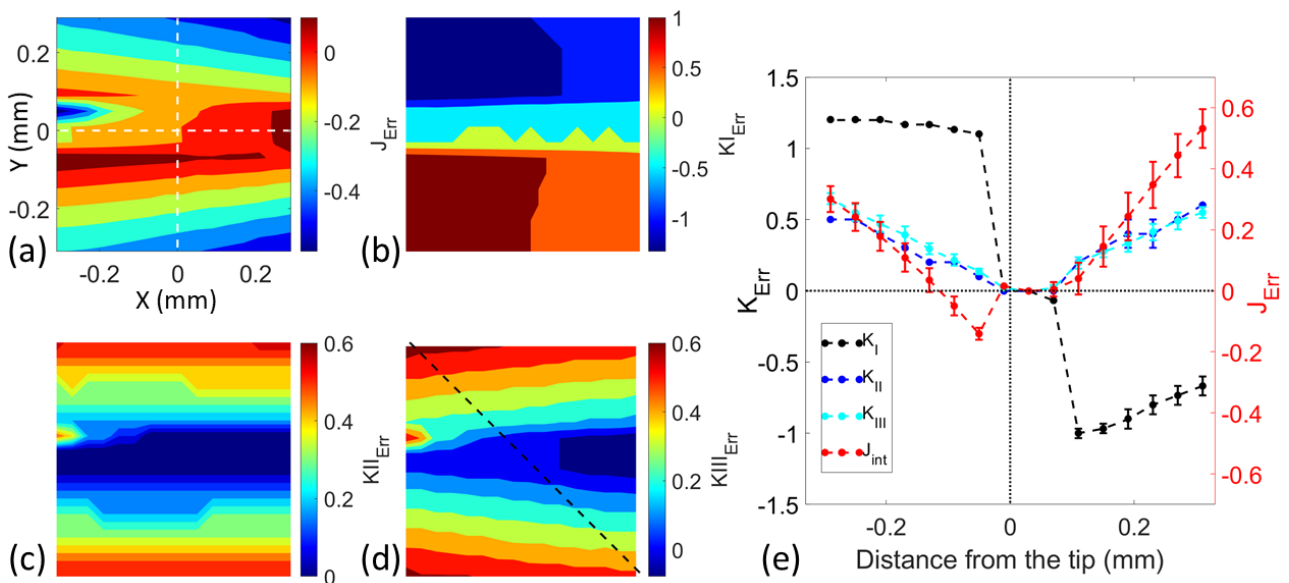 0.2
0
-0.2
Y (mm)
-0.2
0
0.2
X (mm)
(a)
0
-0.2
-0.4
J_Err
(b)
1
0.5
0
-0.5
-1
KI_Err
(c)
0.6
0.4
0.2
0
KII_Err
(d)
0.6
0.4
0.2
0
KIII_Err
1.5
1
0.5
0
-0.5
-1
-1.5
K_Err
K_I
K_II
K_III
J_int
-0.2
0
0.2
Distance from the tip (mm)
0.6
0.4
0.2
0
-0.2
-0.4
-0.6
J_Err
(e)